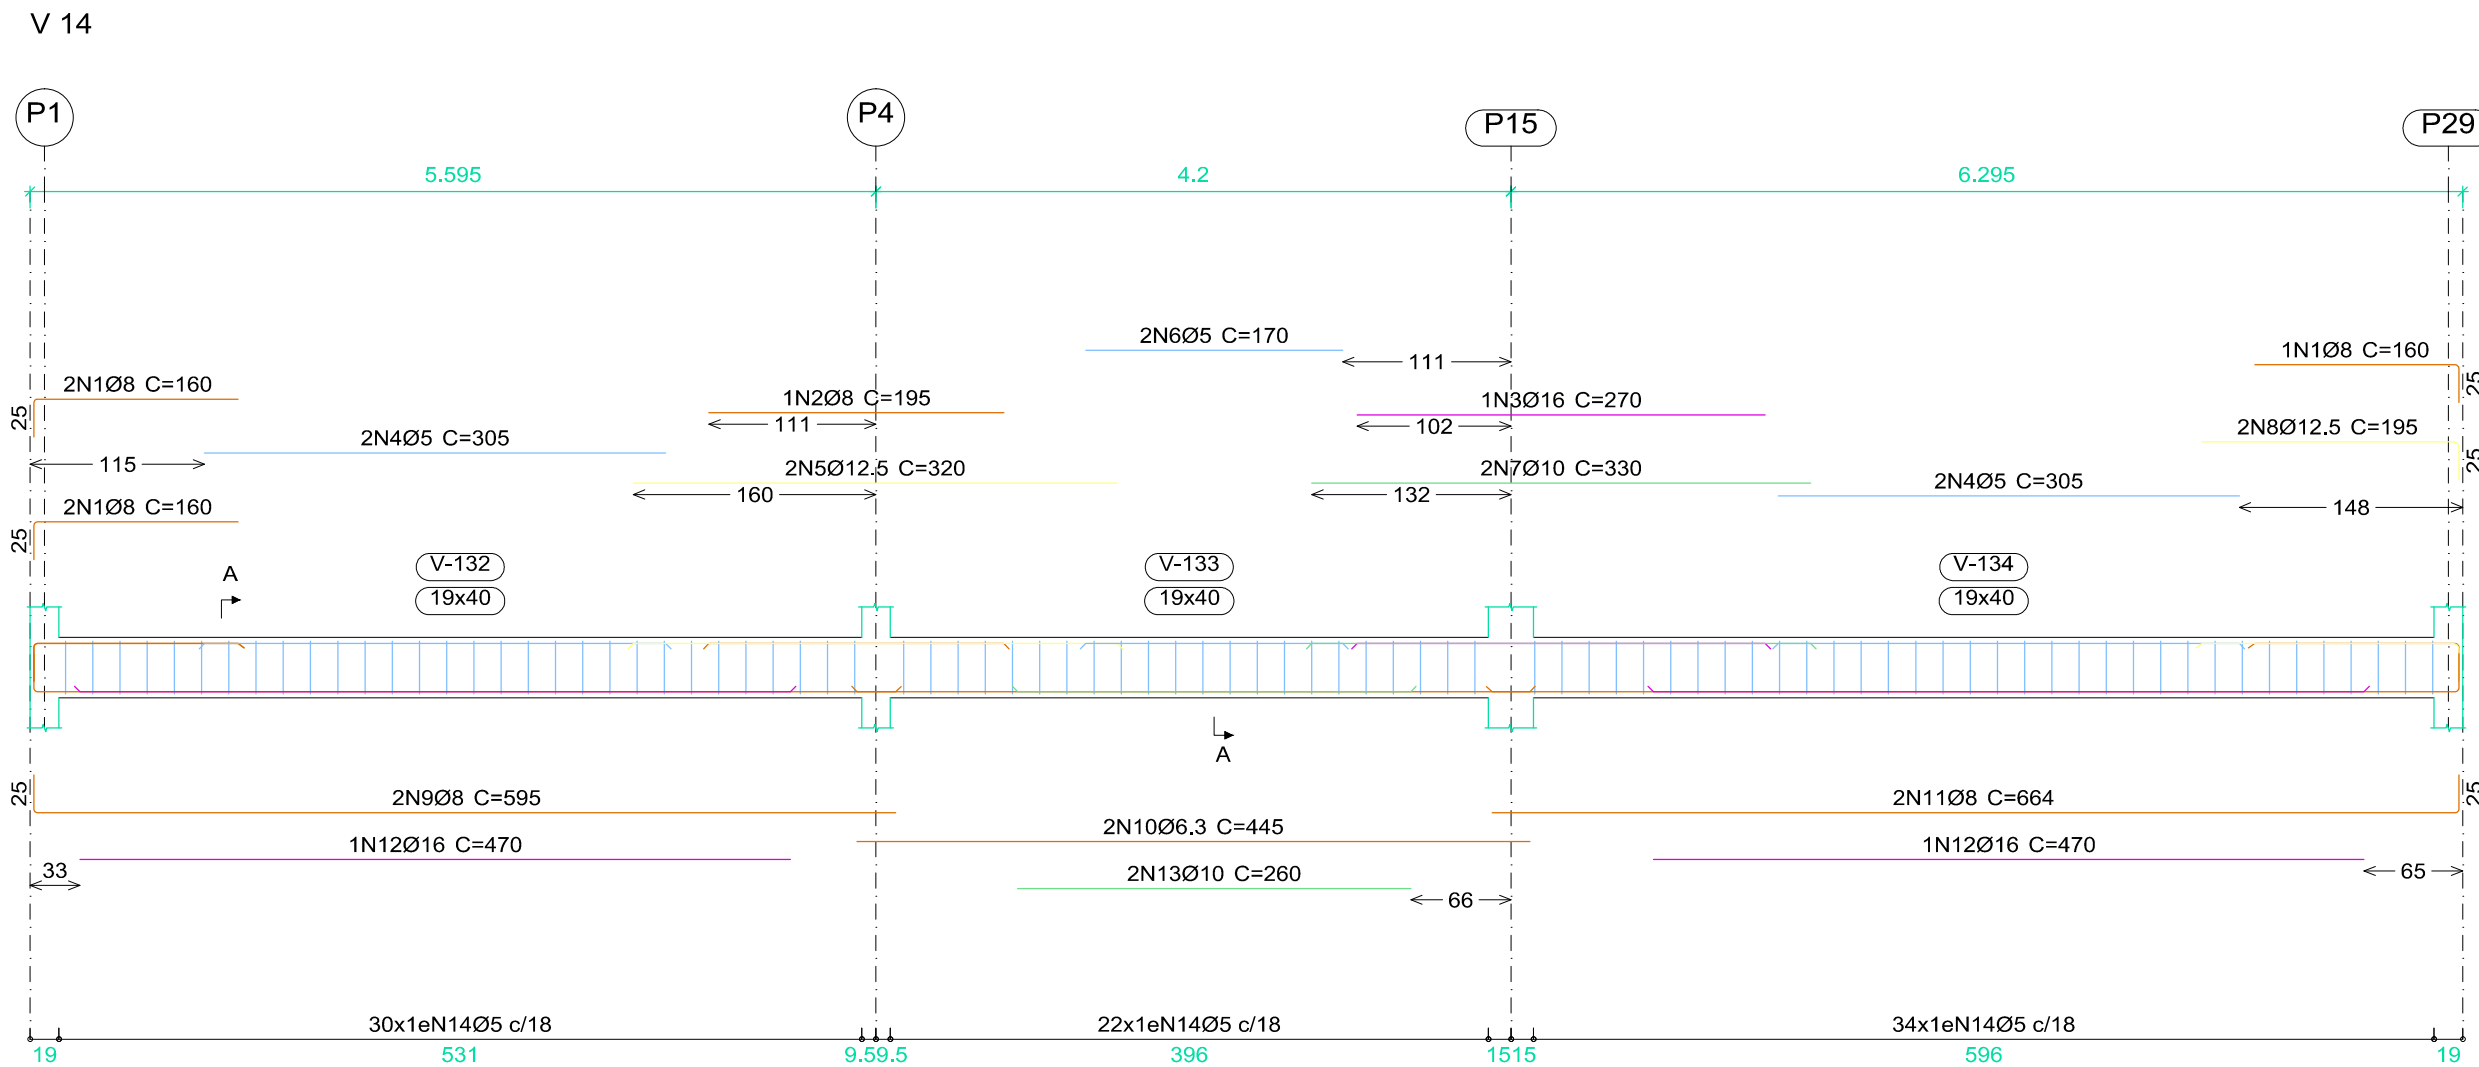 V 14
P1
P4
P15
P29
5.595
4.2
6.295
2N6Ø5 C=170
111
1N1Ø8 C=160
25
2N1Ø8 C=160
25
1N2Ø8 C=195
111
1N3Ø16 C=270
102
2N8Ø12.5 C=195
25
2N4Ø5 C=305
115
2N5Ø12.5 C=320
160
2N7Ø10 C=330
132
2N4Ø5 C=305
148
2N1Ø8 C=160
25
A
V-132
19x40
V-133
19x40
V-134
19x40
A
25
2N9Ø8 C=595
2N11Ø8 C=664
25
2N10Ø6.3 C=445
1N12Ø16 C=470
33
1N12Ø16 C=470
65
2N13Ø10 C=260
66
30x1eN14Ø5 c/18
22x1eN14Ø5 c/18
34x1eN14Ø5 c/18
19
531
9.59.5
396
1515
596
19